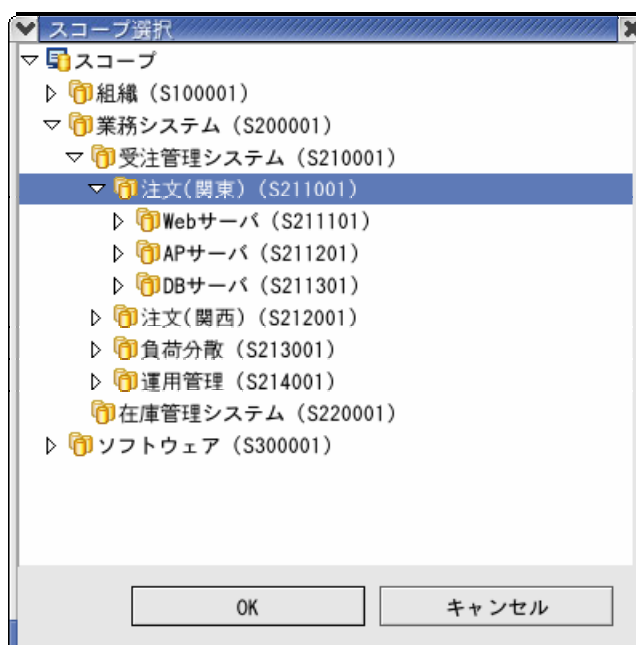 スコープ選択
スコープ
組織 (S100001)
業務システム (S200001)
受注管理システム (S210001)
注文(関東) (S211001)
Webサーバ (S211101)
APサーバ (S211201)
DBサーバ (S211301)
注文(関西) (S212001)
負荷分散 (S213001)
運用管理 (S214001)
在庫管理システム (S220001)
ソフトウェア (S300001)
OK キャンセル